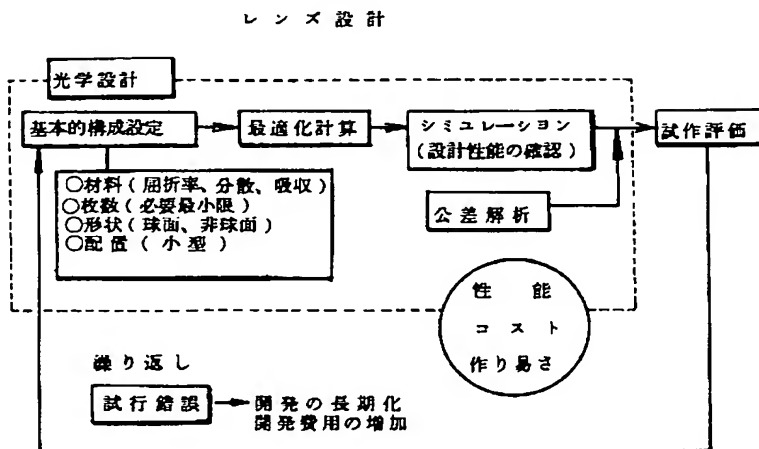 レンズ設計
光学設計
基本的構成設定
最適化計算
シミュレーション
(設計性能の確認)
試作評価
○材料(屈折率、分散、吸収)
○枚数(必要最小限)
○形状(球面、非球面)
○配置(小型)
公差解析
性能
コスト
作り易さ
繰り返し
試行錯誤
開発の長期化
開発費用の増加